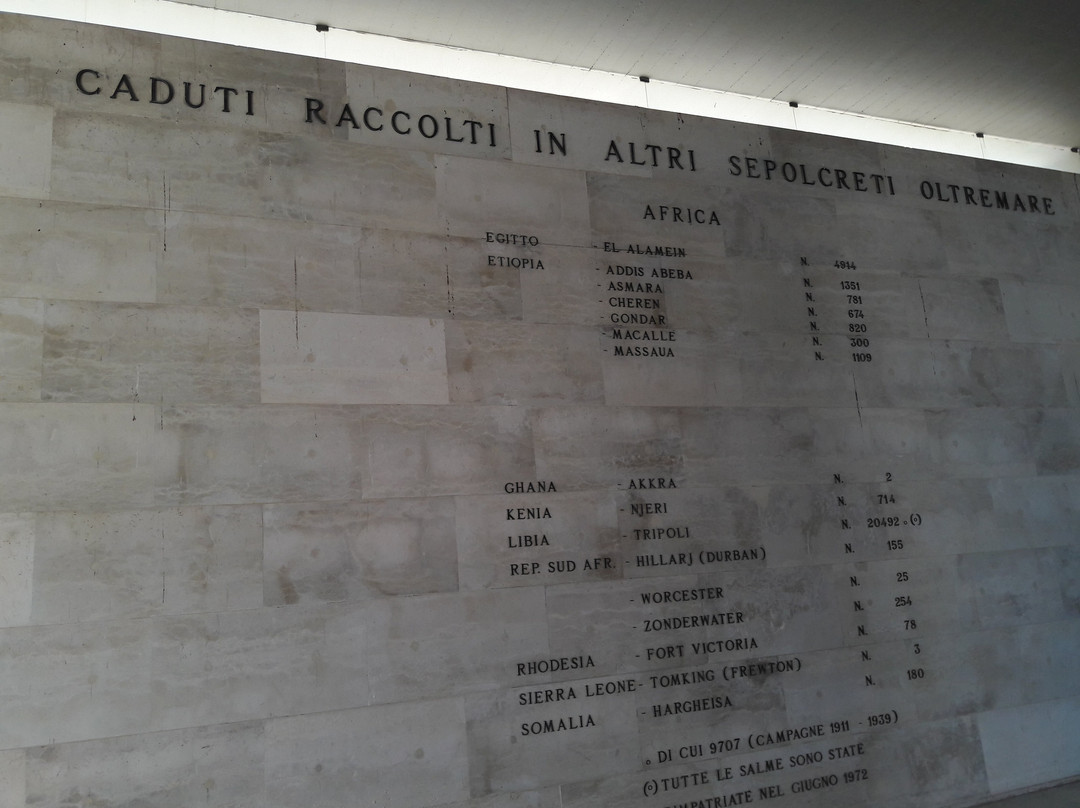 CADUTI RACCOLTI IN ALTRI SEPOLCRETI OLTREMARE
AFRICA
EGITTO - EL ALAMEIN N. 4914
ETIOPIA - ADDIS ABEBA N. 1351
- ASMARA N. 781
- CHEREN N. 674
- GONDAR N. 820
- MACALLE N. 300
- MASSAUA N. 1109
GHANA - AKKRA N. 2
KENIA - NJERI N. 714
LIBIA - TRIPOLI N. 20492 ° (°)
REP. SUD AFR. - HILLARJ (DURBAN) N. 155
- WORCESTER N. 25
- ZONDERWATER N. 254
RHODESIA - FORT VICTORIA N. 78
SIERRA LEONE - TOMKING (FREWTON) N. 3
SOMALIA - HARGHEISA N. 180
° DI CUI 9707 (CAMPAGNE 1911 - 1939)
(°) TUTTE LE SALME SONO STATE
RIMPATRIATE NEL GIUGNO 1972